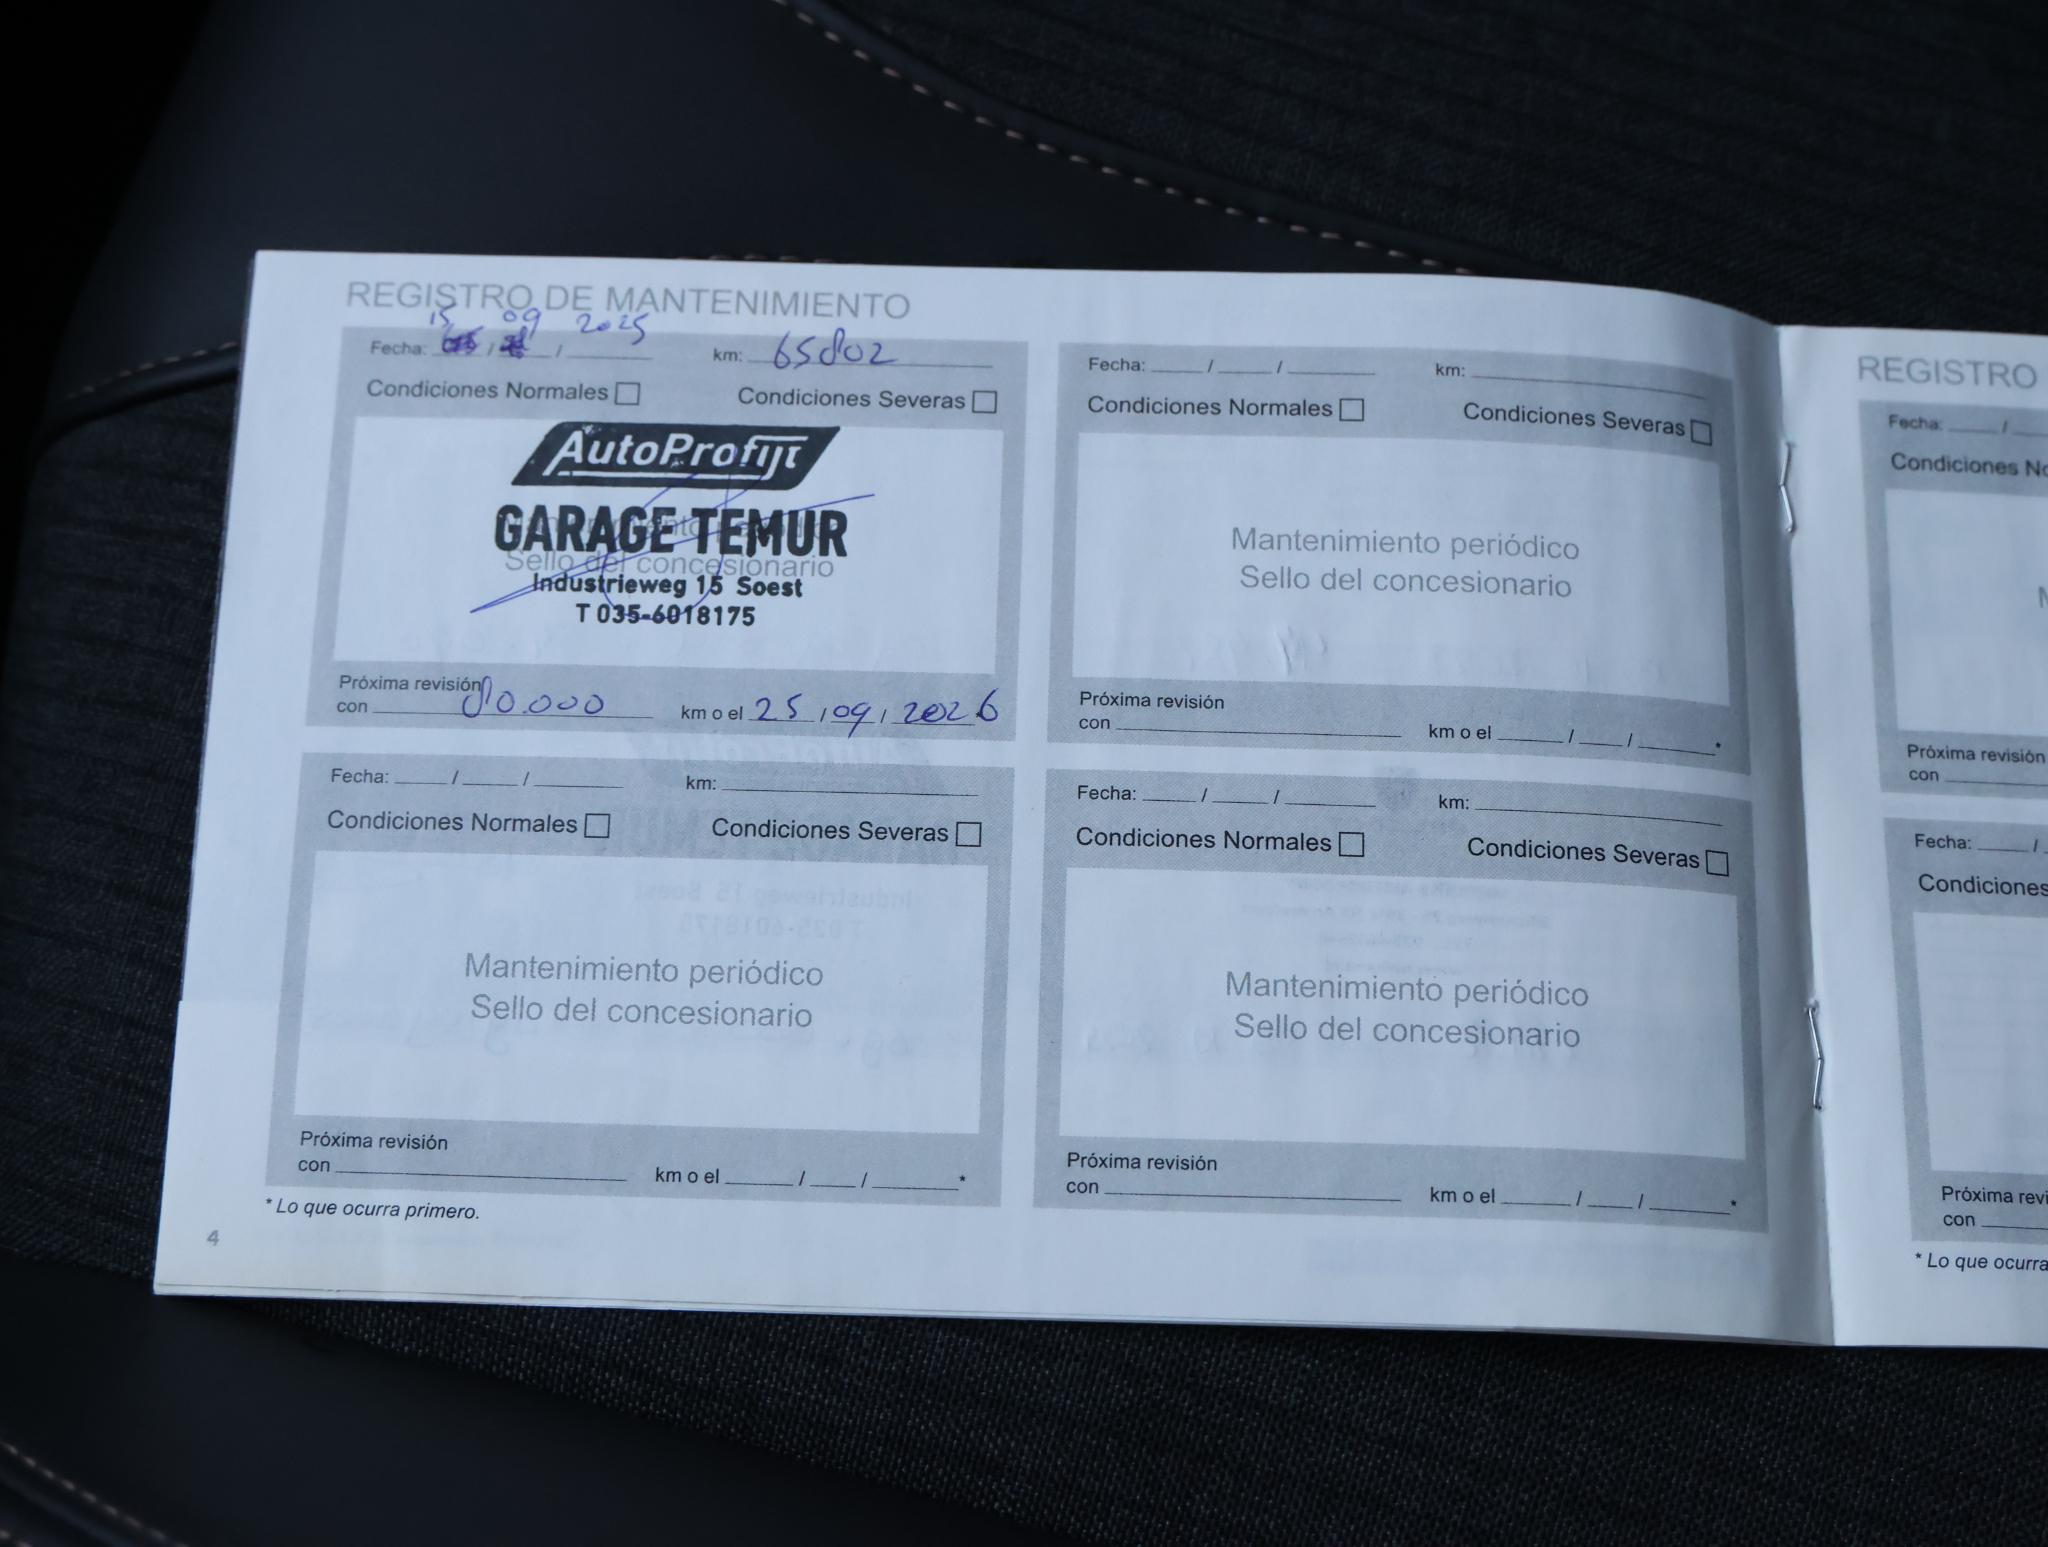 REGISTRO DE MANTENIMIENTO
15 09 2025
Fecha: / / km: 65802
Condiciones Normales Condiciones Severas
AutoProfijt
GARAGE TEMUR
Mantenimiento periódico
Sello del concesionario
Industrieweg 15 Soest
T 035-6018175
Próxima revisión
con 80.000 km o el 25 / 09 / 2026
Fecha: / / km:
Condiciones Normales Condiciones Severas
Mantenimiento periódico
Sello del concesionario
Próxima revisión
con km o el / / *
Fecha: / / km:
Condiciones Normales Condiciones Severas
Mantenimiento periódico
Sello del concesionario
Próxima revisión
con km o el / / *
Fecha: / / km:
Condiciones Normales Condiciones Severas
Mantenimiento periódico
Sello del concesionario
Próxima revisión
con km o el / / *
* Lo que ocurra primero.
4
REGISTRO
Fecha: /
Condiciones
Próxima revisión
con
Fecha: /
Condiciones
Próxima
con
* Lo que ocurra